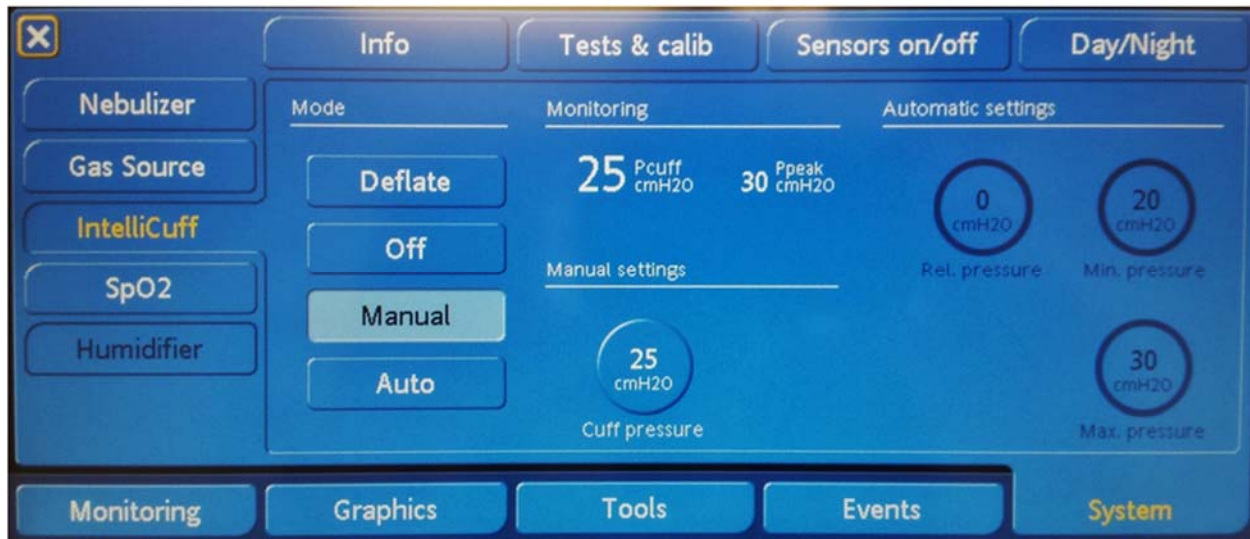 Info
Tests & calib
Sensors on/off
Day/Night
Nebulizer
Gas Source
IntelliCuff
SpO2
Humidifier
Mode
Deflate
Off
Manual
Auto
Monitoring
25 Pcuff cmH2O
30 Ppeak cmH2O
Manual settings
25
cmH2O
Cuff pressure
Automatic settings
0
cmH2O
Rel. pressure
20
cmH2O
Min. pressure
30
cmH2O
Max. pressure
Monitoring
Graphics
Tools
Events
System